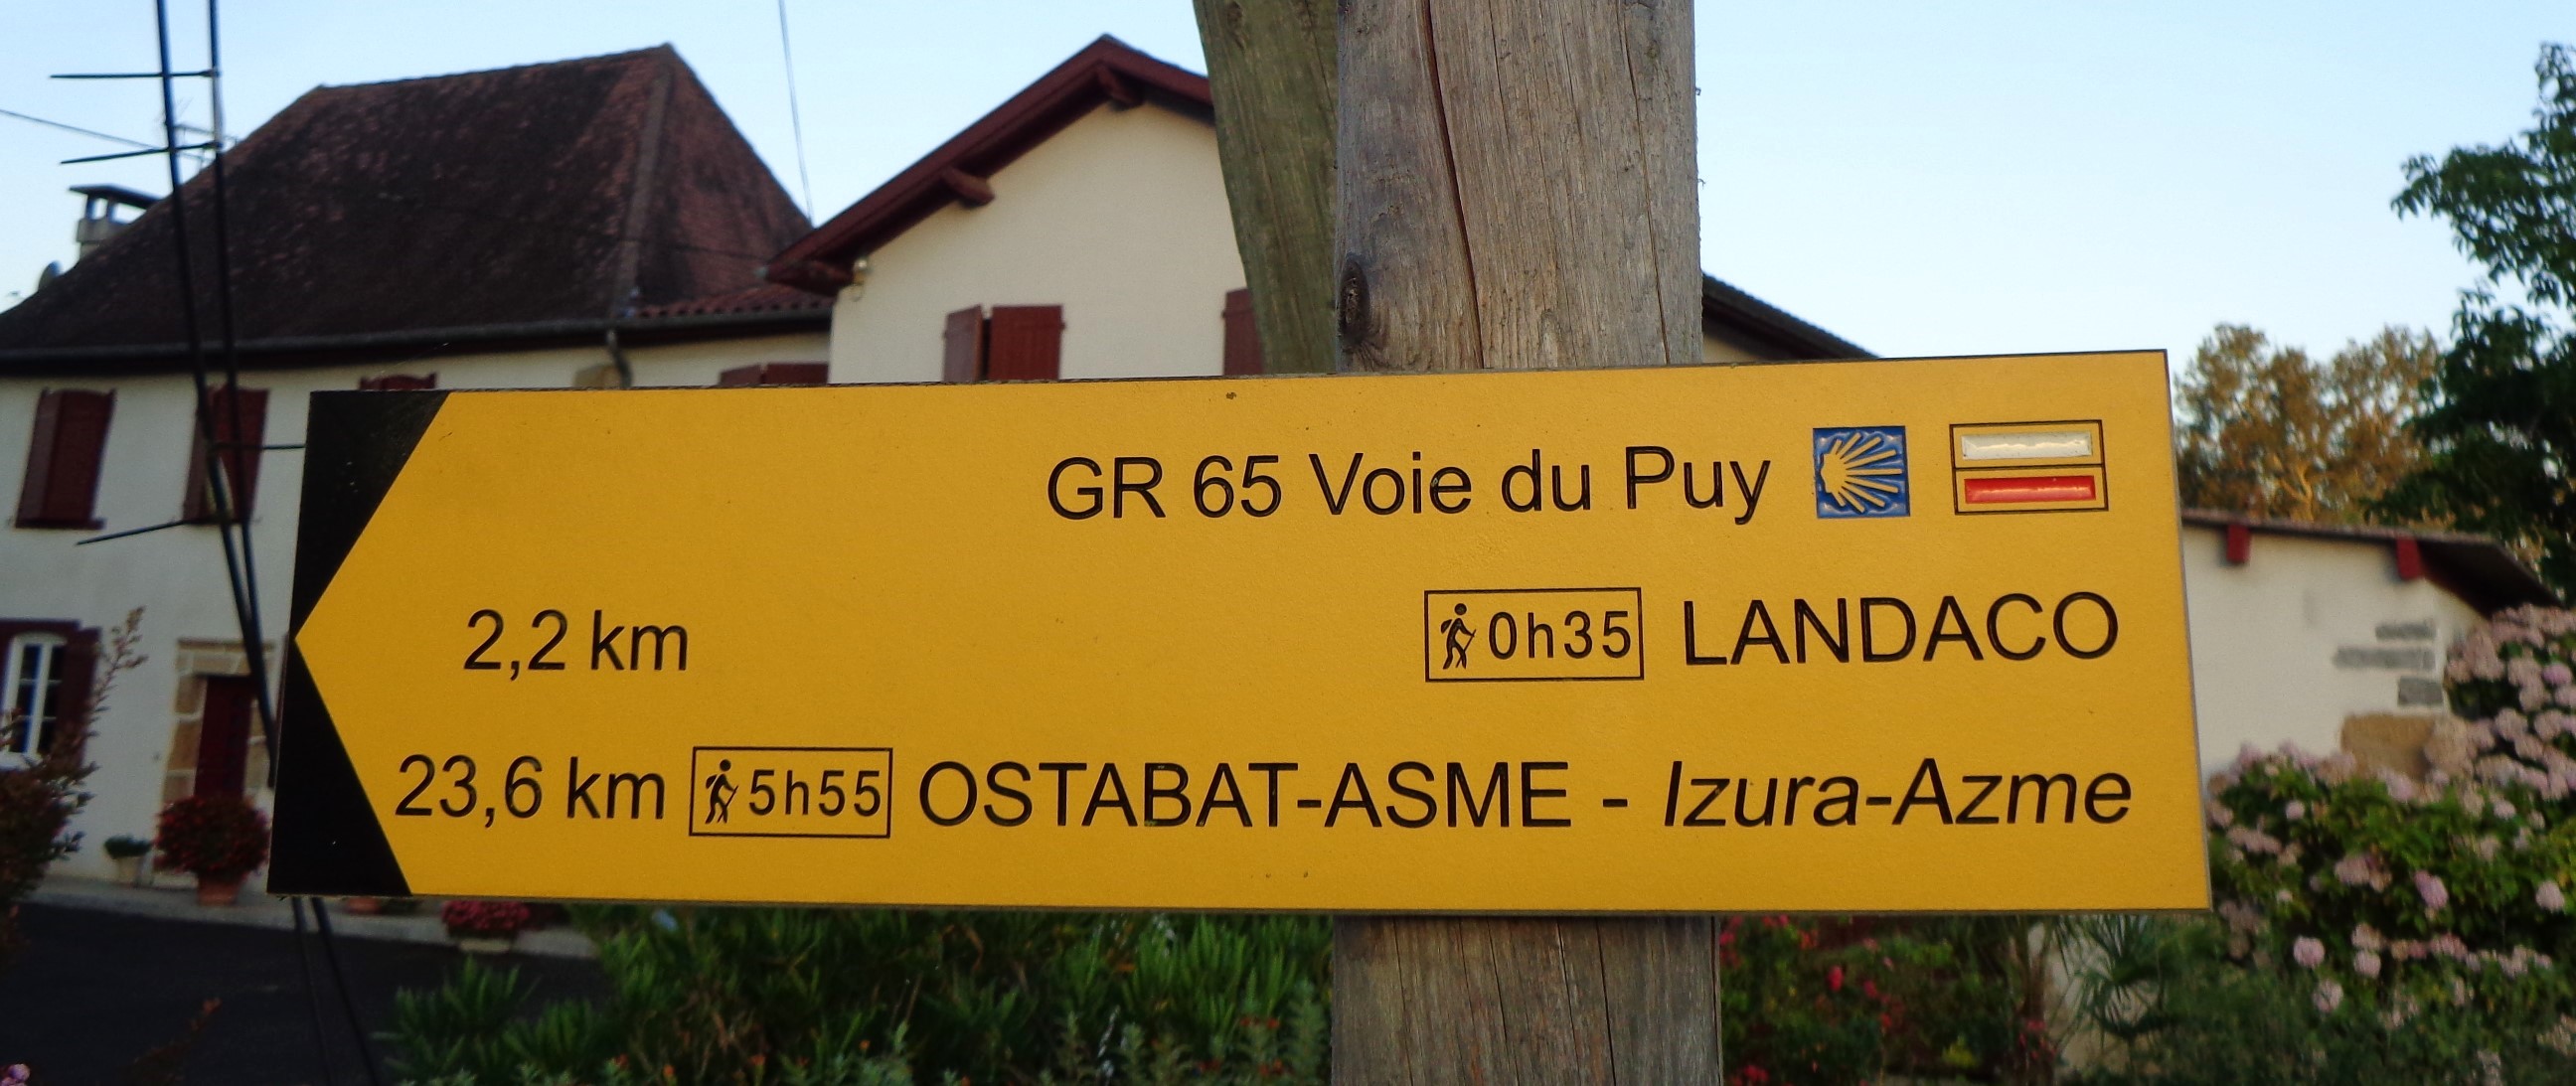 GR 65 Voie du Puy
2,2 km 0h35 LANDACO
23,6 km 5h55 OSTABAT-ASME - Izura-Azme